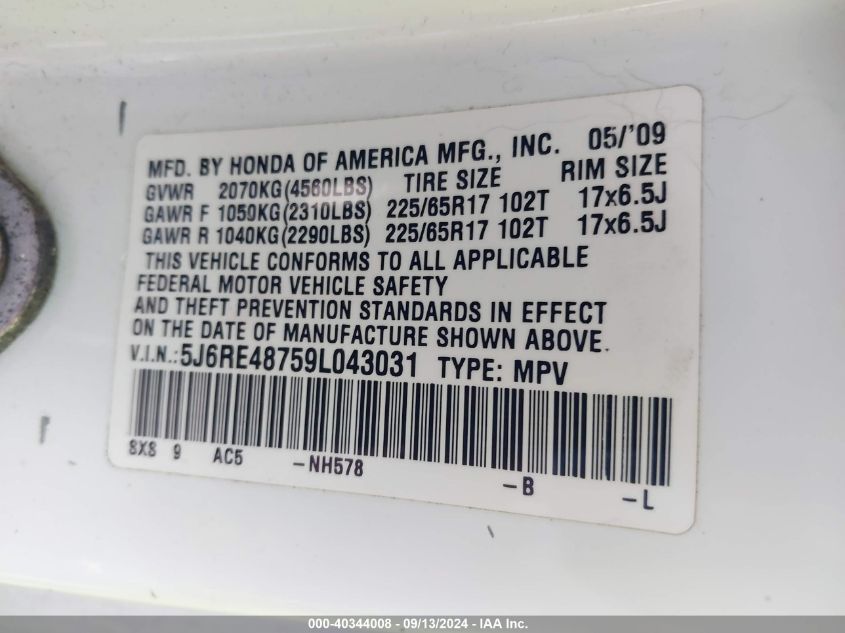 MFD. BY HONDA OF AMERICA MFG., INC. 05/'09
GVWR 2070KG(4560LBS) TIRE SIZE RIM SIZE
GAWR F 1050KG(2310LBS) 225/65R17 102T 17x6.5J
GAWR R 1040KG(2290LBS) 225/65R17 102T 17x6.5J
THIS VEHICLE CONFORMS TO ALL APPLICABLE
FEDERAL MOTOR VEHICLE SAFETY
AND THEFT PREVENTION STANDARDS IN EFFECT
ON THE DATE OF MANUFACTURE SHOWN ABOVE.
V.I.N.:5J6RE48759L043031 TYPE: MPV
8X8 9 AC5 -NH578 -B -L
000-40344008 - 09/13/2024 - IAA Inc.